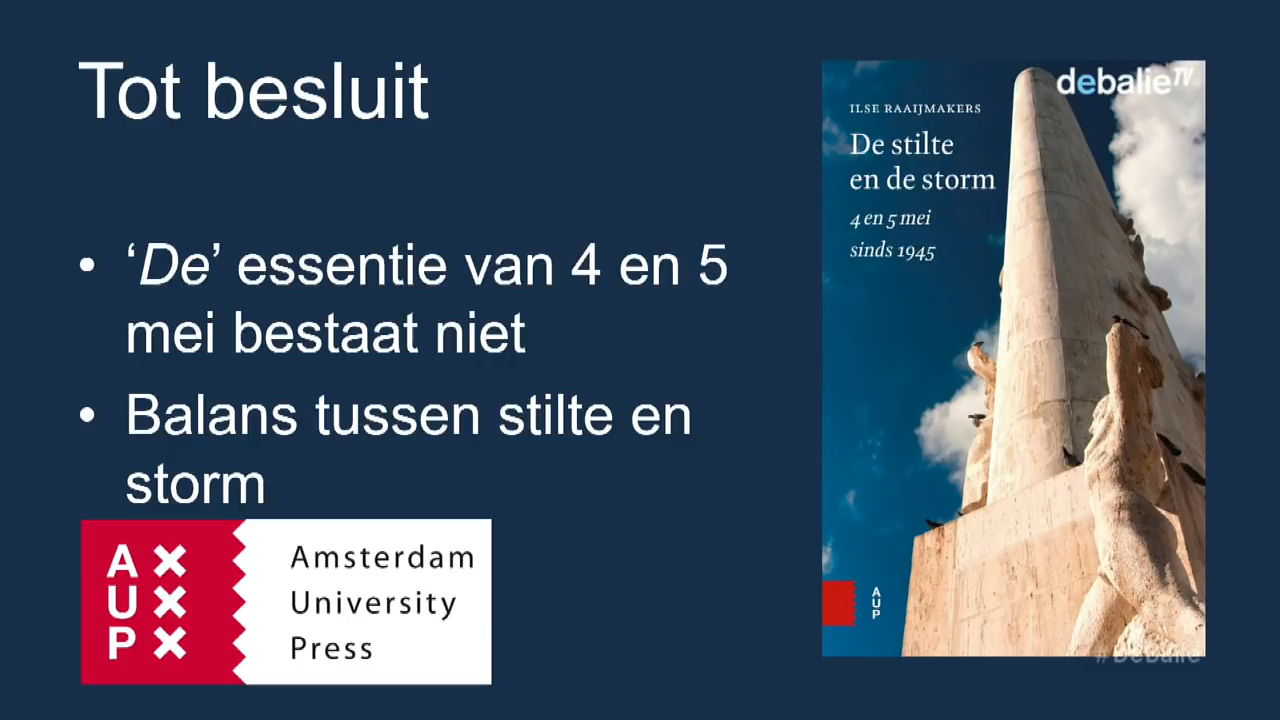 Tot besluit
• ‘De’ essentie van 4 en 5
mei bestaat niet
• Balans tussen stilte en
storm
A
U
P
Amsterdam
University
Press
debalieTV
ILSE RAAIJMAKERS
De stilte
en de storm
4 en 5 mei
sinds 1945
A
U
P
#DeBalie